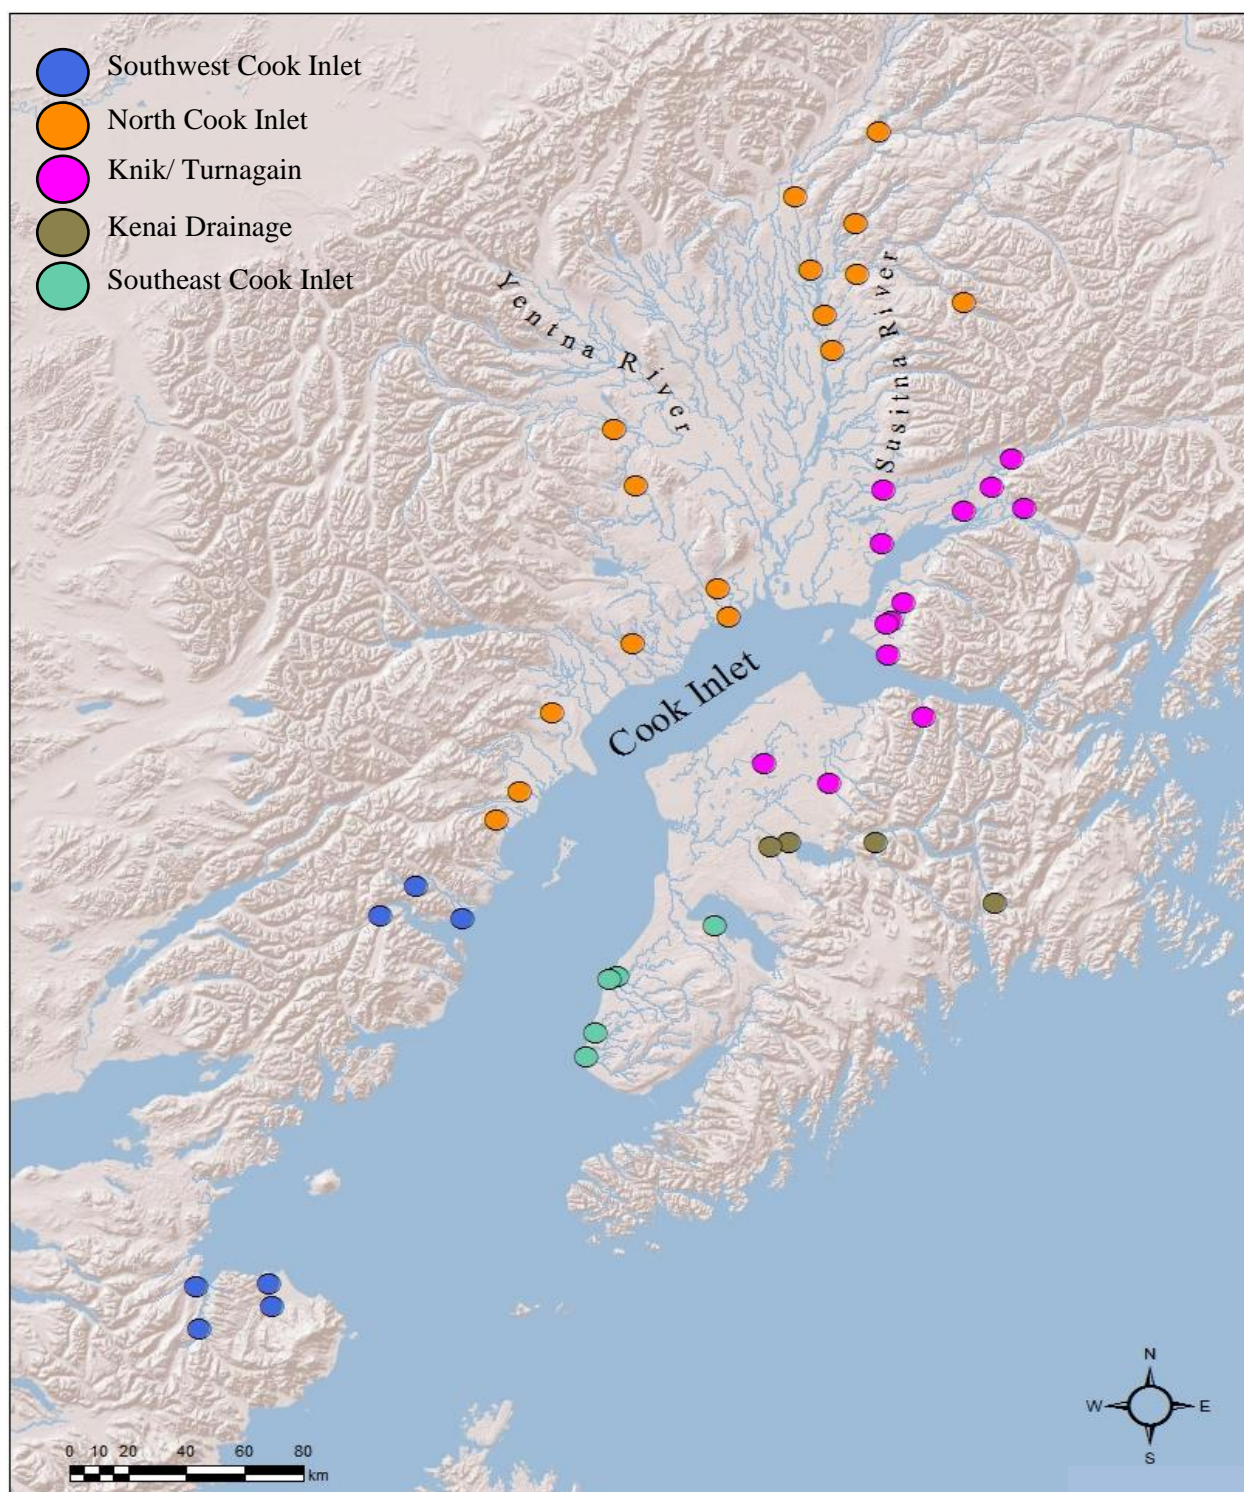 Southwest Cook Inlet
North Cook Inlet
Knik/ Turnagain
Kenai Drainage
Southeast Cook Inlet
Yentna River
Susitna River
Cook Inlet
N
W E
S
0 10 20 40 60 80
km